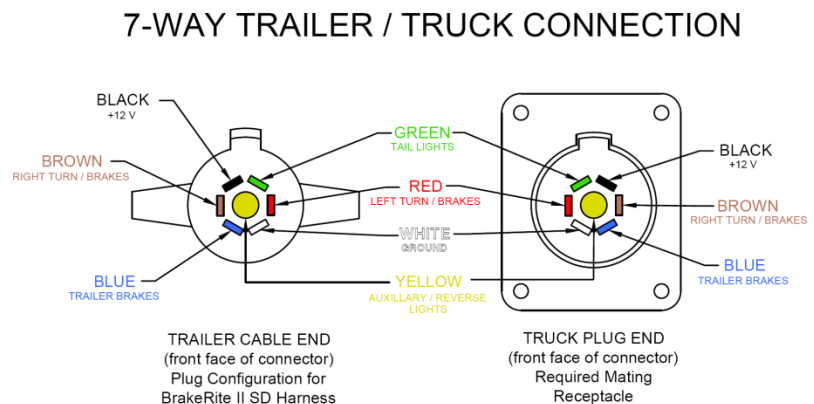 7-WAY TRAILER / TRUCK CONNECTION
BLACK
+12 V
BROWN
RIGHT TURN / BRAKES
BLUE
TRAILER BRAKES
GREEN
TAIL LIGHTS
RED
LEFT TURN / BRAKES
WHITE
GROUND
YELLOW
AUXILLARY / REVERSE
LIGHTS
BLACK
+12 V
BROWN
RIGHT TURN / BRAKES
BLUE
TRAILER BRAKES
TRAILER CABLE END
(front face of connector)
Plug Configuration for
BrakeRite II SD Harness
TRUCK PLUG END
(front face of connector)
Required Mating
Receptacle